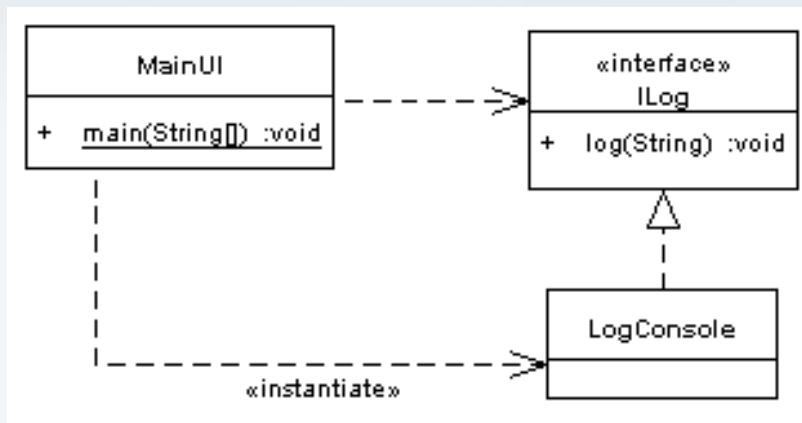 MainUI
+ main(String[]) :void
«interface»
ILog
+ log(String) :void
LogConsole
«instantiate»